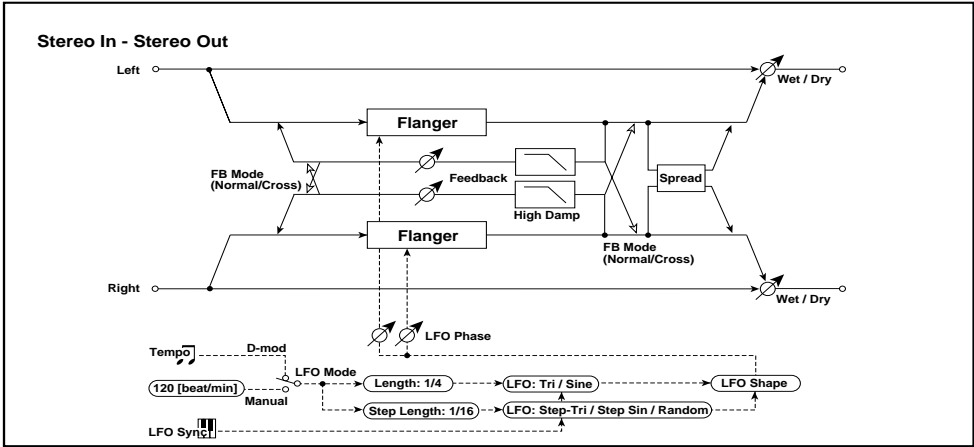 Stereo In - Stereo Out
Left
Wet / Dry
Flanger
FB Mode
(Normal/Cross)
Feedback
Spread
High Damp
Flanger
FB Mode
(Normal/Cross)
Right
Wet / Dry
LFO Phase
Tempo
D-mod
LFO Mode
120 [beat/min]
Manual
Length: 1/4
LFO: Tri / Sine
LFO Shape
Step Length: 1/16
LFO: Step-Tri / Step Sin / Random
LFO Sync